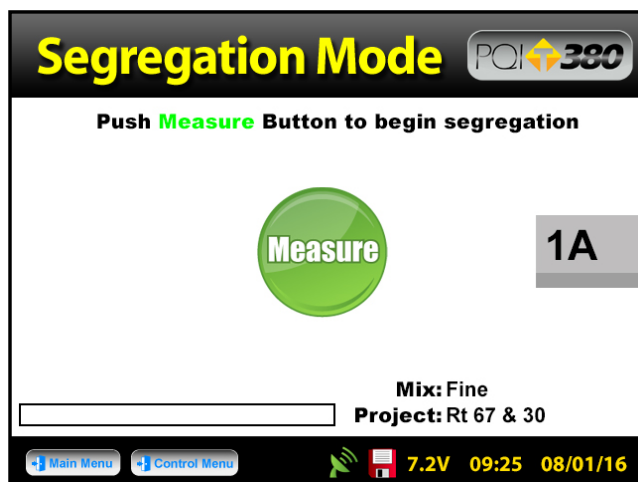 Segregation Mode PQI T 380
Push Measure Button to begin segregation
Measure
1A
Mix: Fine
Project: Rt 67 & 30
Main Menu Control Menu 7.2V 09:25 08/01/16